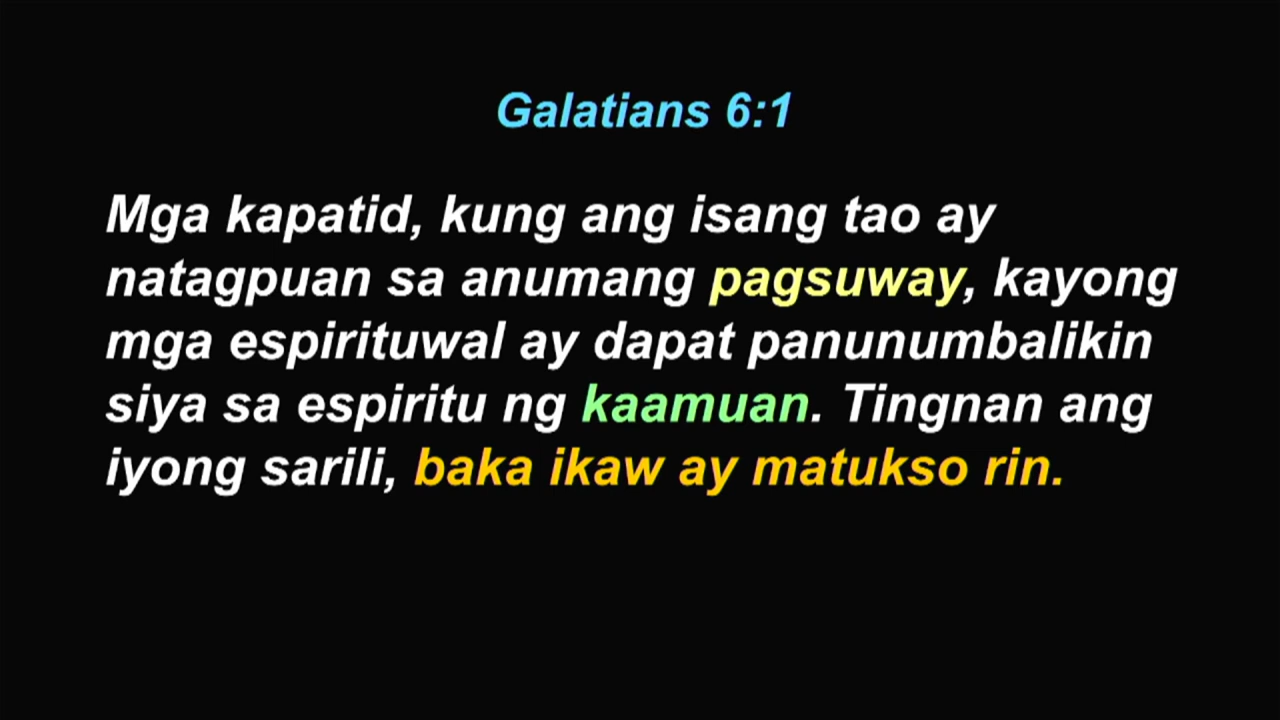 Galatians 6:1
Mga kapatid, kung ang isang tao ay
natagpuan sa anumang pagsuway, kayong
mga espirituwal ay dapat panunumbalikin
siya sa espiritu ng kaamuan. Tingnan ang
iyong sarili, baka ikaw ay matukso rin.